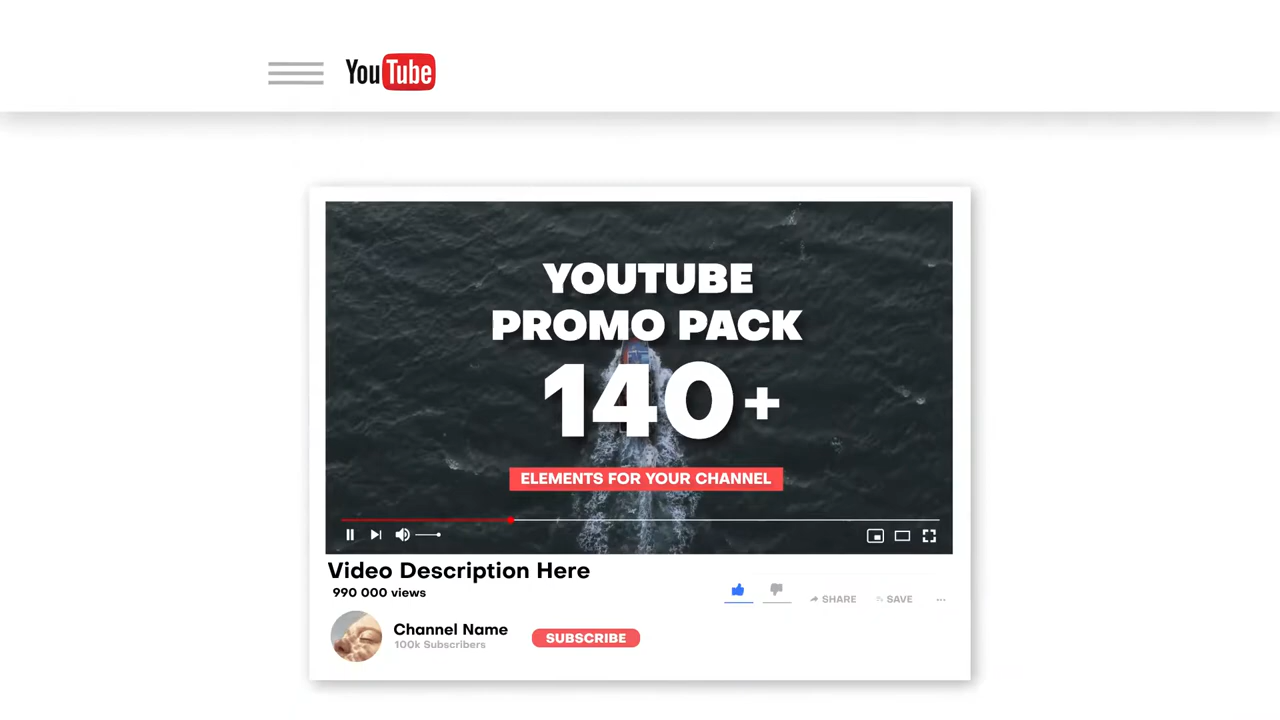 YouTube
YOUTUBE
PROMO PACK
140+
ELEMENTS FOR YOUR CHANNEL
Video Description Here
990 000 views
SHARE
SAVE
Channel Name
100k Subscribers
SUBSCRIBE